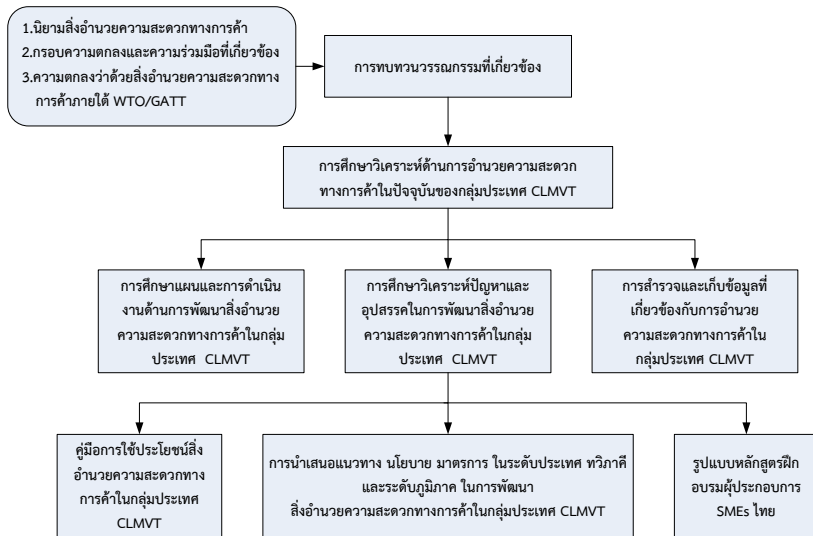 1.นิยามสิ่งอำนวยความสะดวกทางการค้า
2.กรอบความตกลงและความร่วมมือที่เกี่ยวข้อง
3.ความตกลงว่าด้วยสิ่งอำนวยความสะดวกทาง
การค้าภายใต้ WTO/GATT
การทบทวนวรรณกรรมที่เกี่ยวข้อง
การศึกษาวิเคราะห์ด้านการอำนวยความสะดวก
ทางการค้าในปัจจุบันของกลุ่มประเทศ CLMVT
การศึกษาแผนและการดำเนิน
งานด้านการพัฒนาสิ่งอำนวย
ความสะดวกทางการค้าในกลุ่ม
ประเทศ CLMVT
การศึกษาวิเคราะห์ปัญหาและ
อุปสรรคในการพัฒนาสิ่งอำนวย
ความสะดวกทางการค้าในกลุ่ม
ประเทศ CLMVT
การสำรวจและเก็บข้อมูลที่
เกี่ยวข้องกับการอำนวย
ความสะดวกทางการค้าใน
กลุ่มประเทศ CLMVT
คู่มือการใช้ประโยชน์สิ่ง
อำนวยความสะดวกทาง
การค้าในกลุ่มประเทศ
CLMVT
การนำเสนอแนวทาง นโยบาย มาตรการ ในระดับประเทศ ทวิภาคี
และระดับภูมิภาค ในการพัฒนา
สิ่งอำนวยความสะดวกทางการค้าในกลุ่มประเทศ CLMVT
รูปแบบหลักสูตรฝึก
อบรมผู้ประกอบการ
SMEs ไทย